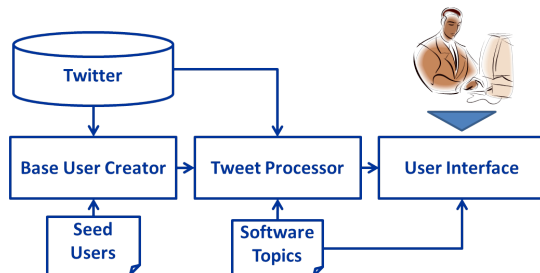 Twitter
Base User Creator
Tweet Processor
User Interface
Seed
Users
Software
Topics